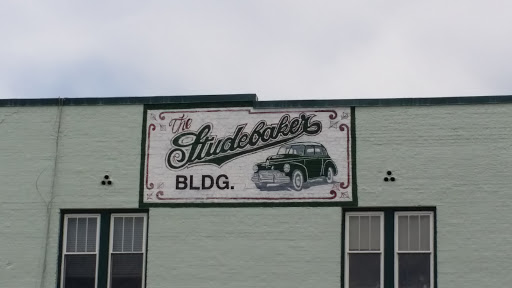 The
Studebaker
BLDG.